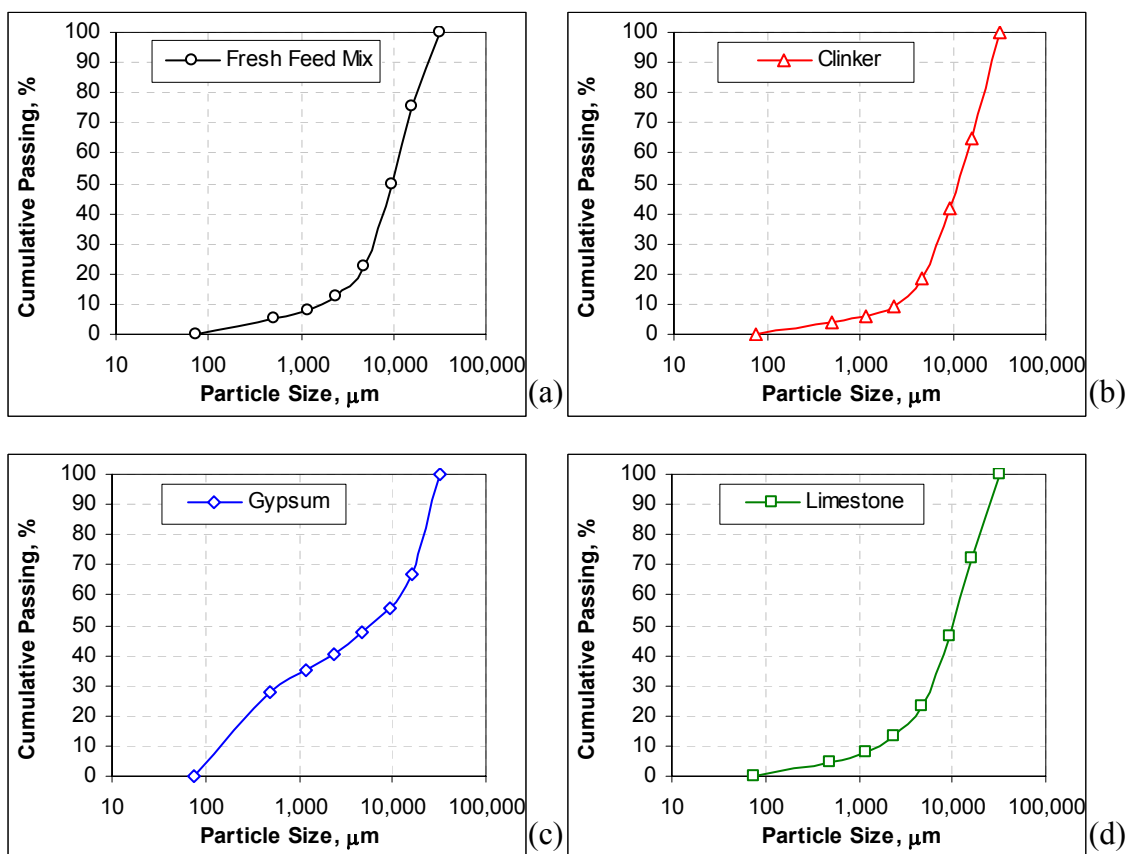 Fresh Feed Mix
Cumulative Passing, %
100
90
80
70
60
50
40
30
20
10
0
10 100 1,000 10,000 100,000
Particle Size, μm
(a)
Clinker
Cumulative Passing, %
100
90
80
70
60
50
40
30
20
10
0
10 100 1,000 10,000 100,000
Particle Size, μm
(b)
Gypsum
Cumulative Passing, %
100
90
80
70
60
50
40
30
20
10
0
10 100 1,000 10,000 100,000
Particle Size, μm
(c)
Limestone
Cumulative Passing, %
100
90
80
70
60
50
40
30
20
10
0
10 100 1,000 10,000 100,000
Particle Size, μm
(d)